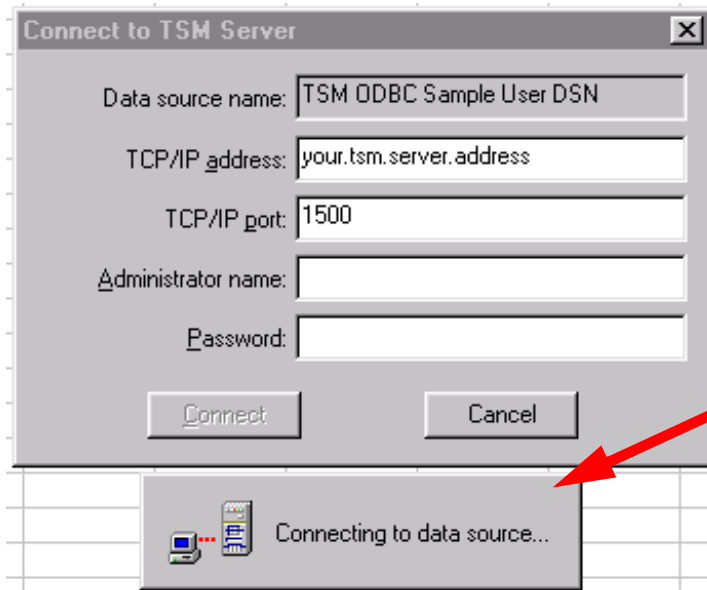 Connect to TSM Server
Data source name: TSM ODBC Sample User DSN
TCP/IP address: your.tsm.server.address
TCP/IP port: 1500
Administrator name:
Password:
Connect Cancel
Connecting to data source...